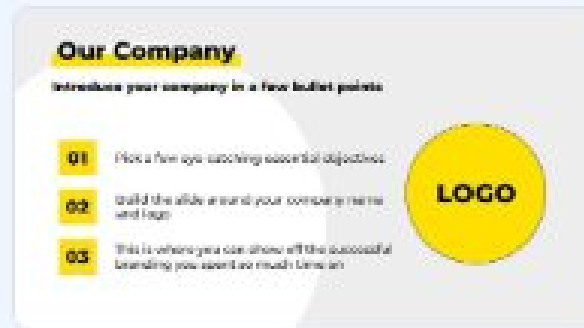 Our Company
Introduce your company in a few bullet points
01
Pick a few eye-catching essential objectives
02
Build the slide around your company name
and logo
03
This is where you can show off the successful
branding you spent so much time on
LOGO